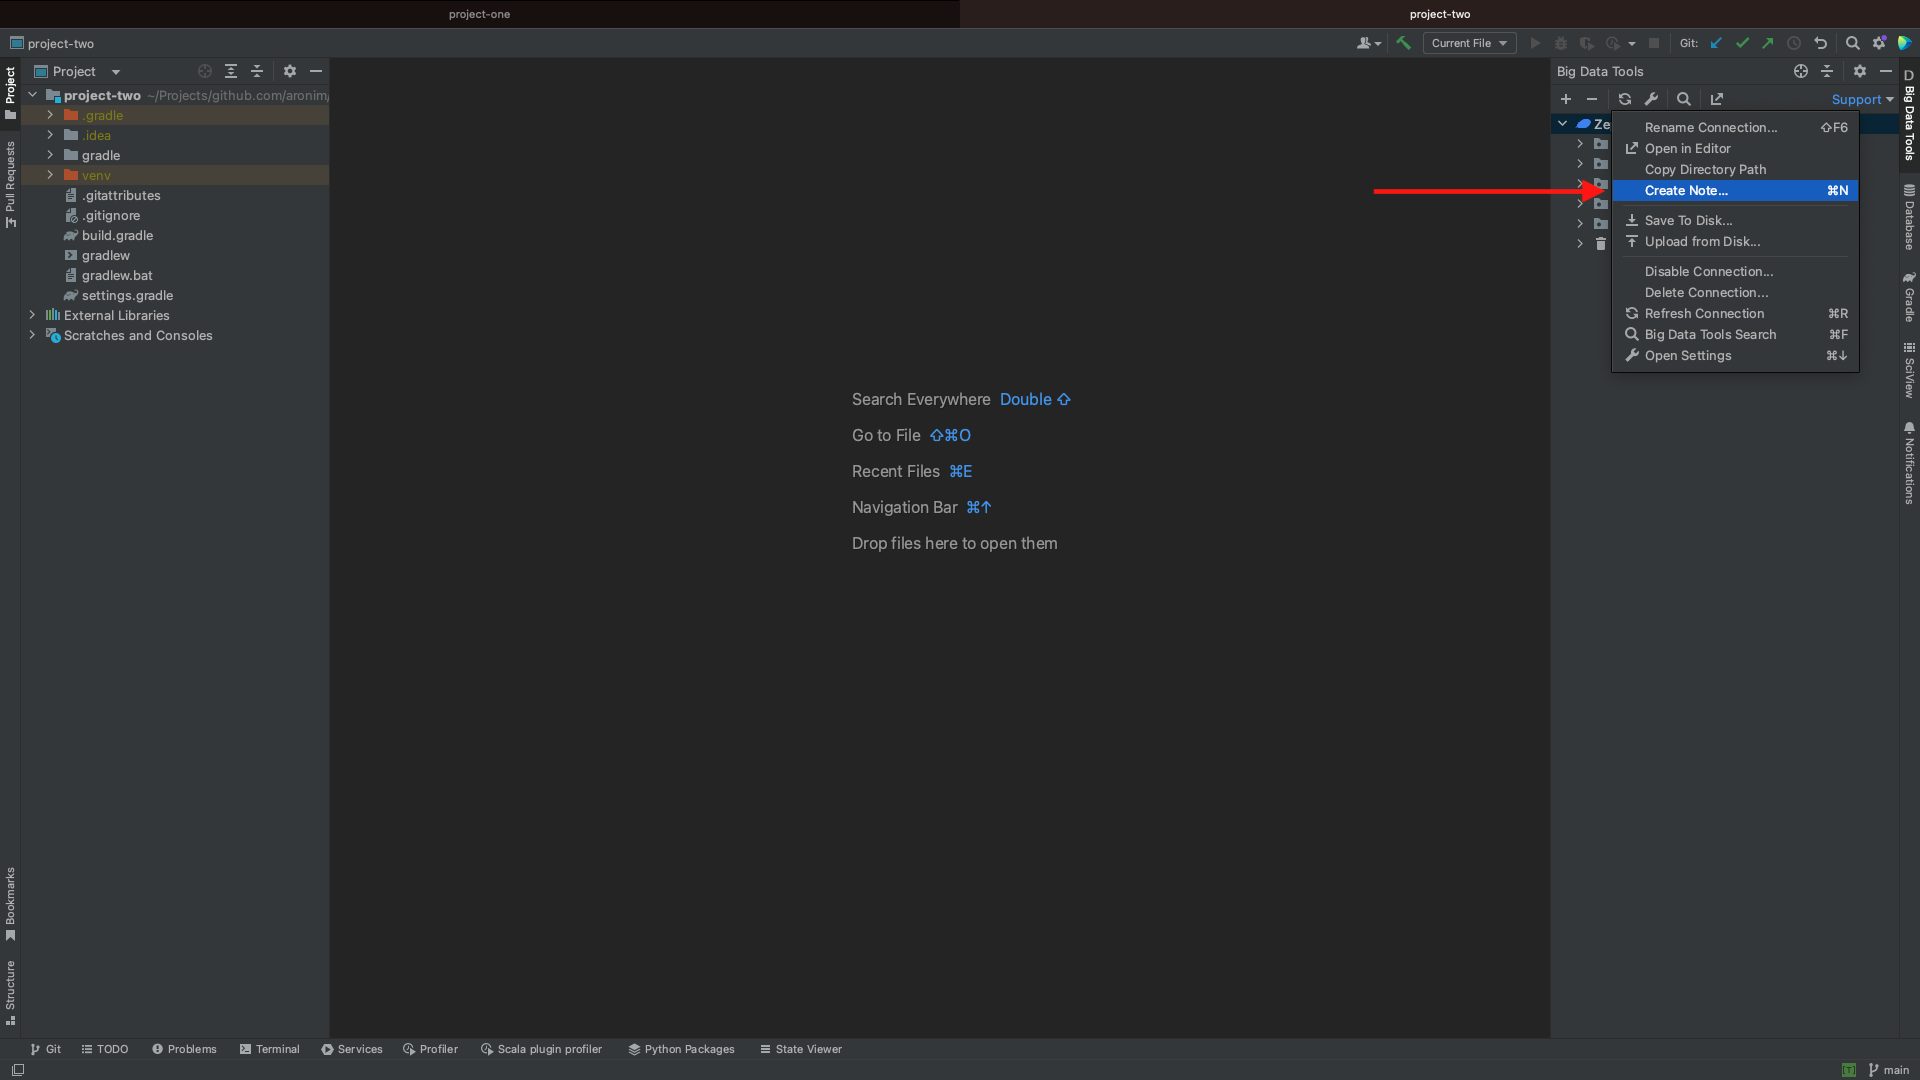 project-one
project-two
project-two
Current File
Git:
Project
Big Data Tools
Support
project-two ~/Projects/github.com/aronim/
.gradle
.idea
gradle
venv
.gitattributes
.gitignore
build.gradle
gradlew
gradlew.bat
settings.gradle
External Libraries
Scratches and Consoles
Search Everywhere Double ⇧
Go to File ⇧⌘O
Recent Files ⌘E
Navigation Bar ⌘↑
Drop files here to open them
Ze
Rename Connection... ⇧F6
Open in Editor
Copy Directory Path
Create Note... ⌘N
Save To Disk...
Upload from Disk...
Disable Connection...
Delete Connection...
Refresh Connection ⌘R
Big Data Tools Search ⌘F
Open Settings ⌘↓
Project
Pull Requests
Bookmarks
Structure
D
Big Data Tools
Database
Gradle
SciView
Notifications
Git
TODO
Problems
Terminal
Services
Profiler
Scala plugin profiler
Python Packages
State Viewer
main